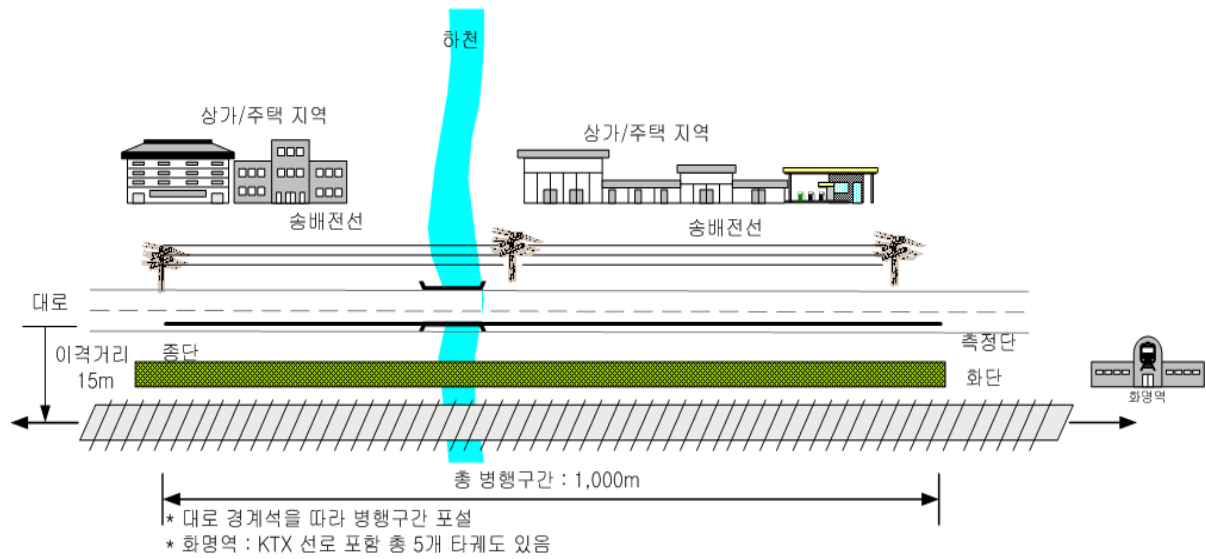 하천
상가/주택 지역
상가/주택 지역
송배전선
송배전선
대로
이격거리
15m
종단
측정단
화단
화명역
총 병행구간 : 1,000m
* 대로 경계석을 따라 병행구간 포설
* 화명역 : KTX 선로 포함 총 5개 타궤도 있음